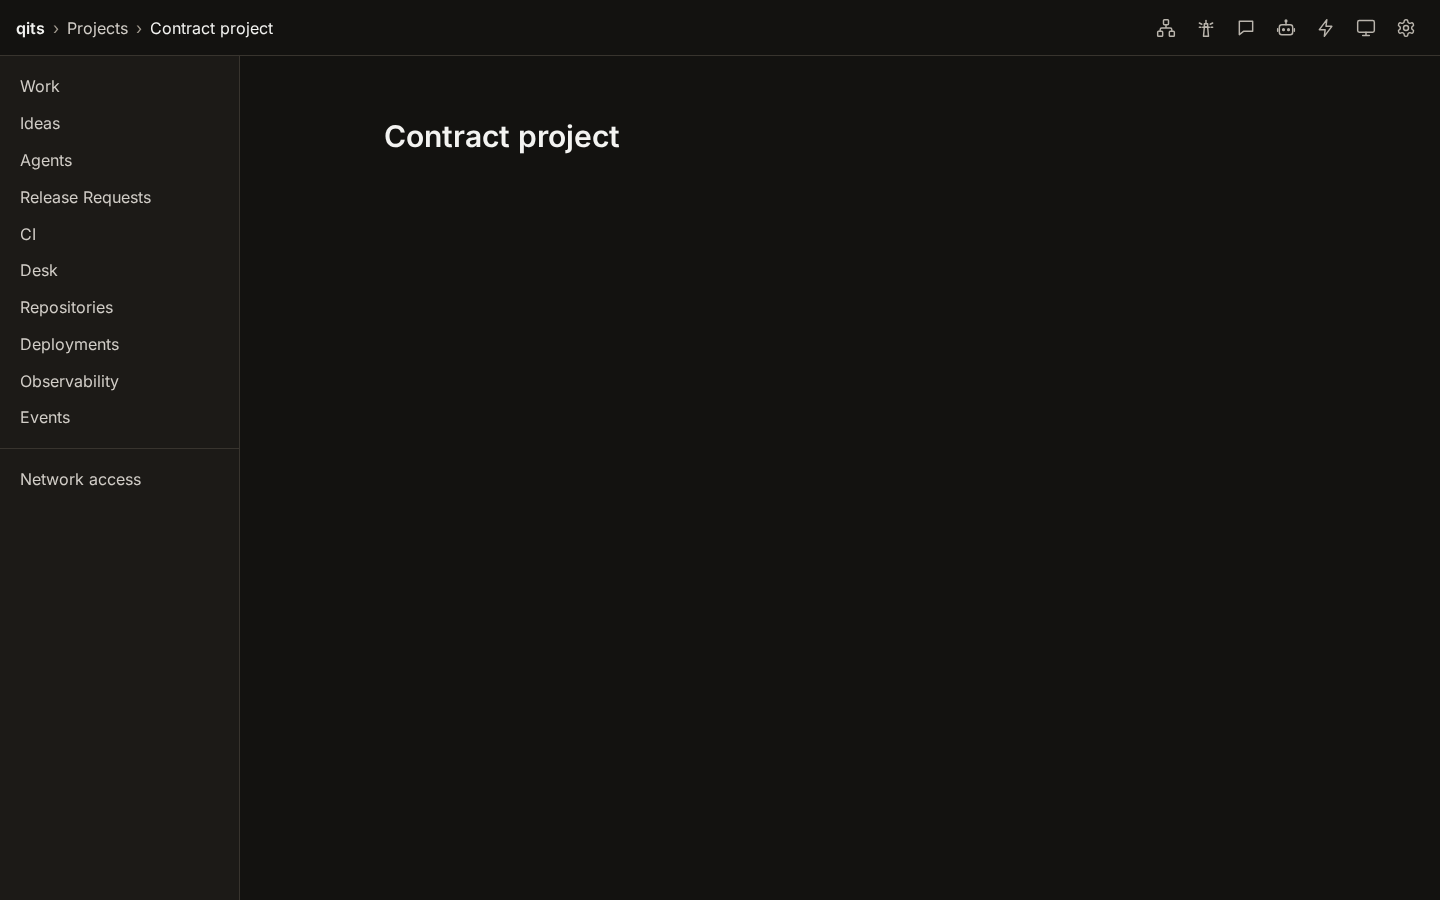 qits › Projects › Contract project
Work
Ideas
Agents
Release Requests
CI
Desk
Repositories
Deployments
Observability
Events
Network access
Contract project